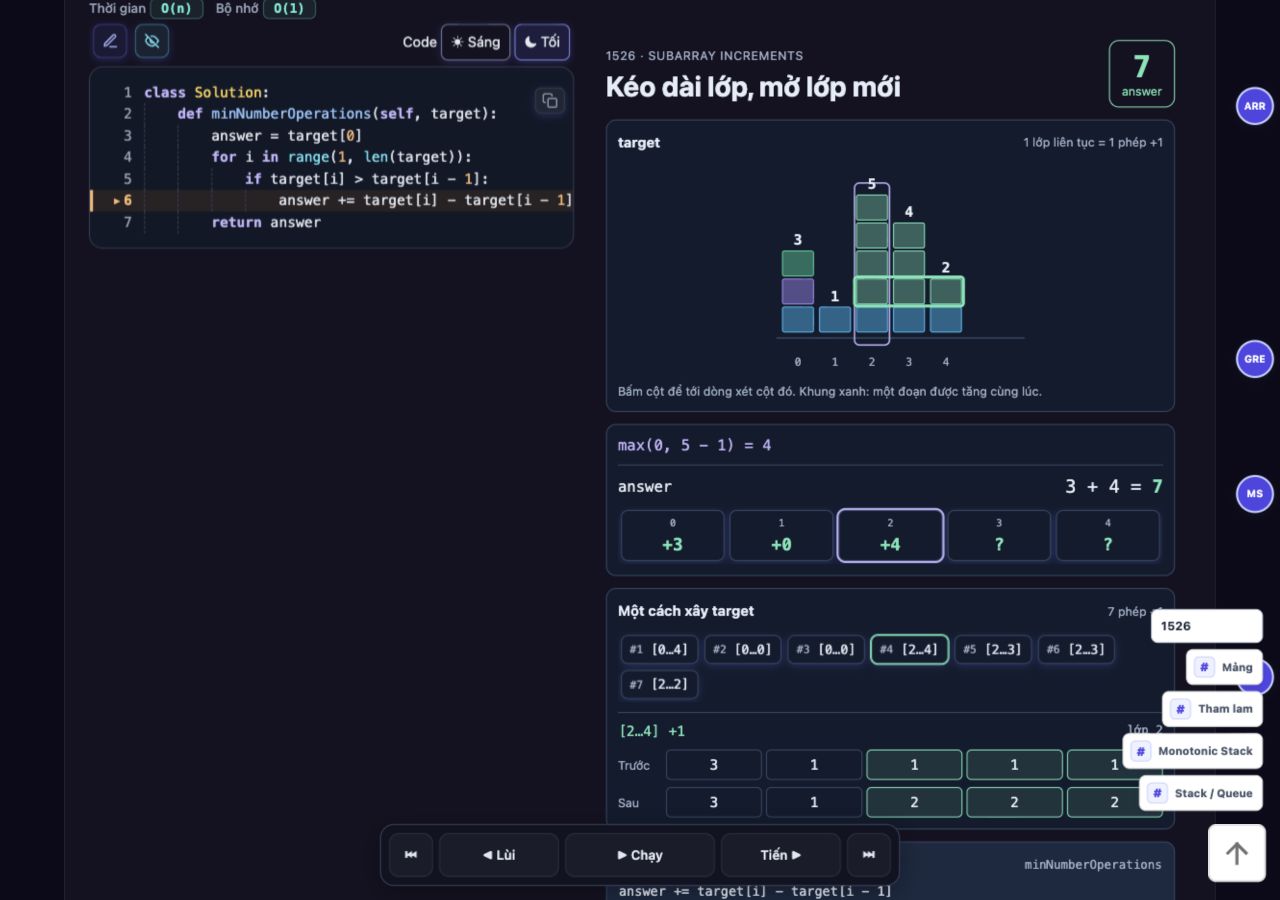 Thời gian O(n) Bộ nhớ O(1)
Code ☀ Sáng Tối
1 class Solution:
2 def minNumberOperations(self, target):
3 answer = target[0]
4 for i in range(1, len(target)):
5 if target[i] > target[i - 1]:
▸6 answer += target[i] - target[i - 1]
7 return answer
1526 · SUBARRAY INCREMENTS
Kéo dài lớp, mở lớp mới
7
answer
target
1 lớp liên tục = 1 phép +1
5
4
3
2
1
0 1 2 3 4
Bấm cột để tới dòng xét cột đó. Khung xanh: một đoạn được tăng cùng lúc.
max(0, 5 - 1) = 4
answer 3 + 4 = 7
0 1 2 3 4
+3 +0 +4 ? ?
Một cách xây target
7 phép
#1 [0…4] #2 [0…0] #3 [0…0] #4 [2…4] #5 [2…3] #6 [2…3]
#7 [2…2]
[2…4] +1
lớp 2
Trước 3 1 1 1 1
Sau 3 1 2 2 2
minNumberOperations
answer += target[i] - target[i - 1]
⏮ ◀ Lùi ▶ Chạy Tiến ▶ ⏭
ARR
GRE
MS
1526
# Mảng
# Tham lam
# Monotonic Stack
# Stack / Queue